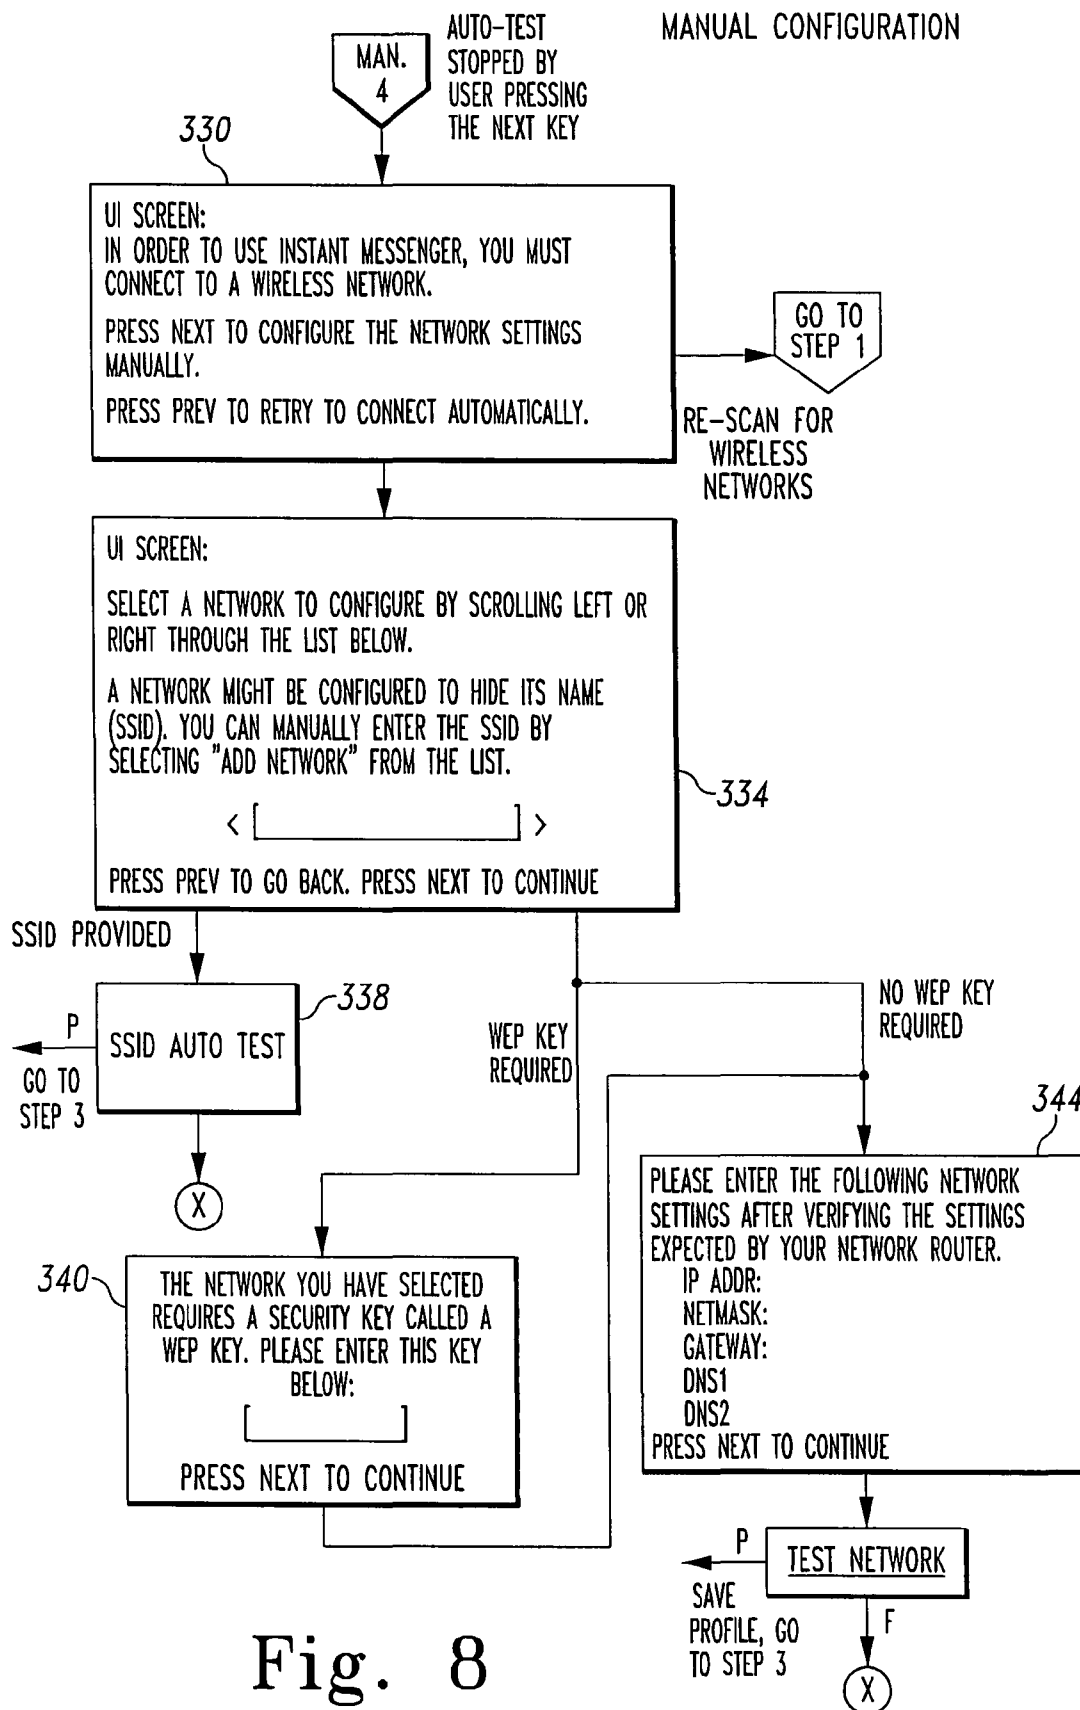 MANUAL CONFIGURATION
AUTO-TEST
STOPPED BY
USER PRESSING
THE NEXT KEY
MAN.
4
330
UI SCREEN:
IN ORDER TO USE INSTANT MESSENGER, YOU MUST
CONNECT TO A WIRELESS NETWORK.
PRESS NEXT TO CONFIGURE THE NETWORK SETTINGS
MANUALLY.
PRESS PREV TO RETRY TO CONNECT AUTOMATICALLY.
GO TO
STEP 1
RE-SCAN FOR
WIRELESS
NETWORKS
UI SCREEN:
SELECT A NETWORK TO CONFIGURE BY SCROLLING LEFT OR
RIGHT THROUGH THE LIST BELOW.
A NETWORK MIGHT BE CONFIGURED TO HIDE ITS NAME
(SSID). YOU CAN MANUALLY ENTER THE SSID BY
SELECTING "ADD NETWORK" FROM THE LIST.
< >
PRESS PREV TO GO BACK. PRESS NEXT TO CONTINUE
334
SSID PROVIDED
338
SSID AUTO TEST
P
GO TO
STEP 3
X
WEP KEY
REQUIRED
NO WEP KEY
REQUIRED
340
THE NETWORK YOU HAVE SELECTED
REQUIRES A SECURITY KEY CALLED A
WEP KEY. PLEASE ENTER THIS KEY
BELOW:
PRESS NEXT TO CONTINUE
344
PLEASE ENTER THE FOLLOWING NETWORK
SETTINGS AFTER VERIFYING THE SETTINGS
EXPECTED BY YOUR NETWORK ROUTER.
IP ADDR:
NETMASK:
GATEWAY:
DNS1
DNS2
PRESS NEXT TO CONTINUE
TEST NETWORK
P
SAVE
PROFILE, GO
TO STEP 3
F
X
Fig. 8